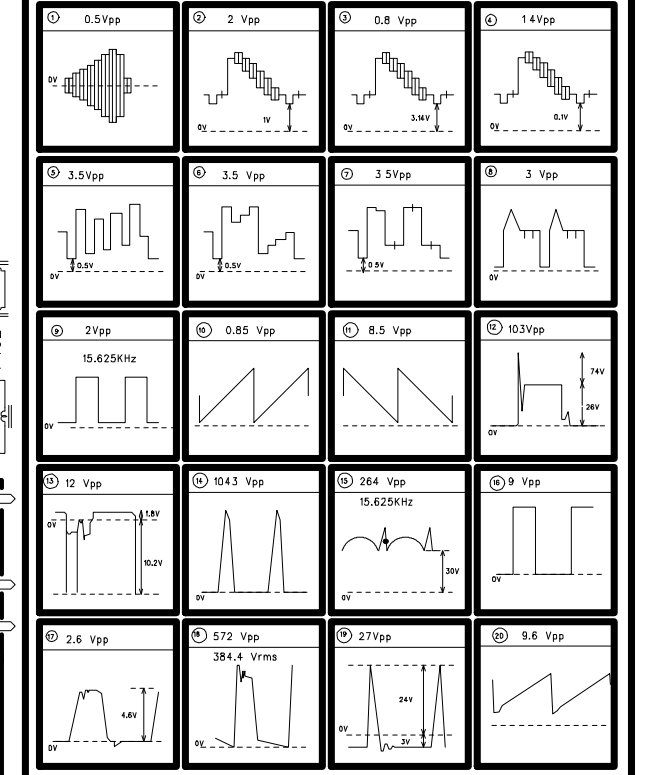 1 0.5Vpp
0V
2 2 Vpp
1V
0V
3 0.8 Vpp
3.14V
0V
4 14Vpp
0.1V
0V
5 3.5Vpp
0.5V
0V
6 3.5 Vpp
0.5V
0V
7 3 5Vpp
0 5V
0V
8 3 Vpp
0V
9 2Vpp
15.625KHz
0V
10 0.85 Vpp
0V
11 8.5 Vpp
0V
12 103Vpp
74V
26V
0V
13 12 Vpp
1.8V
0V
10.2V
14 1043 Vpp
0V
15 264 Vpp
15.625KHz
30V
0V
16 9 Vpp
0V
17 2.6 Vpp
4.6V
0V
18 572 Vpp
384.4 Vrms
0V
19 27Vpp
24V
0V
3V
20 9.6 Vpp